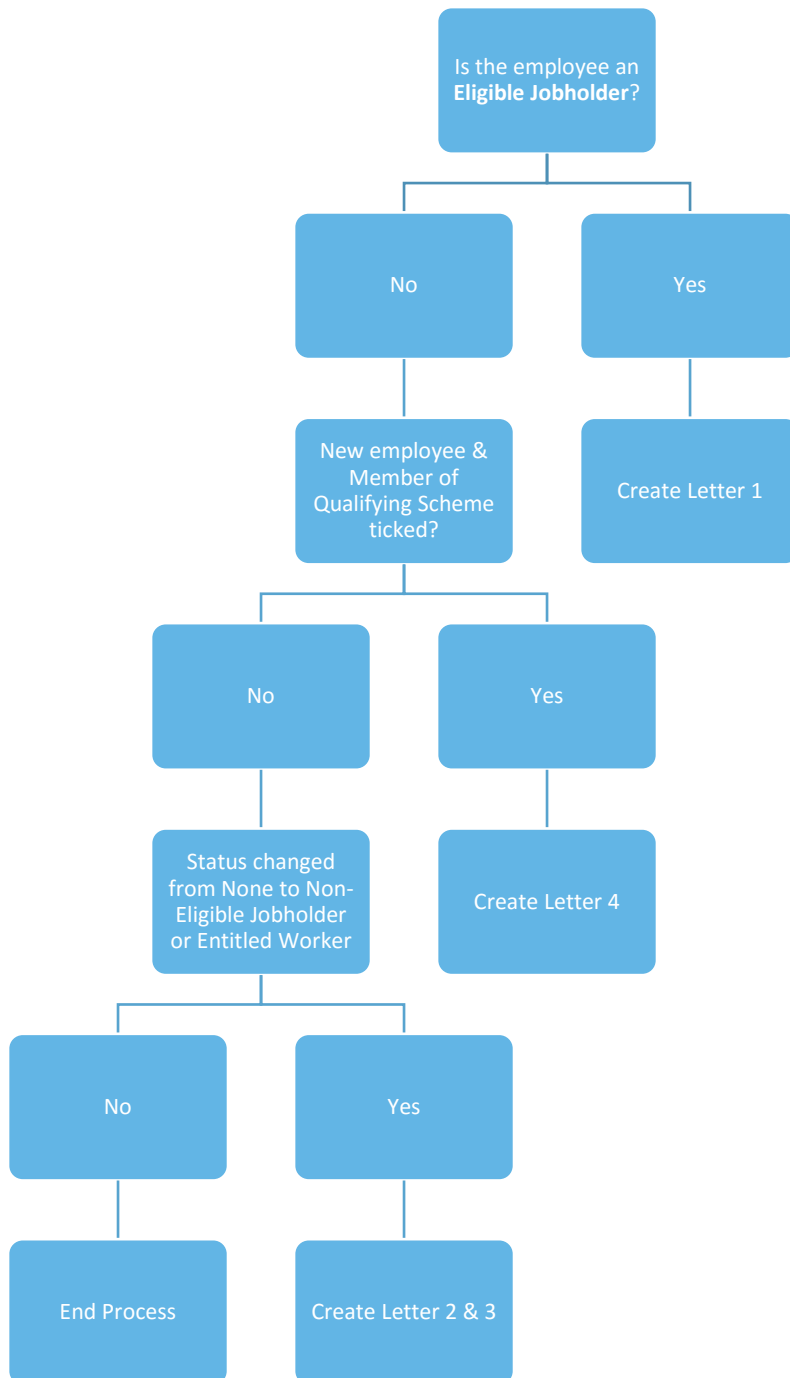 Is the employee an
Eligible Jobholder?
No
Yes
New employee &
Member of
Qualifying Scheme
ticked?
Create Letter 1
No
Yes
Status changed
from None to Non-
Eligible Jobholder
or Entitled Worker
Create Letter 4
No
Yes
End Process
Create Letter 2 & 3